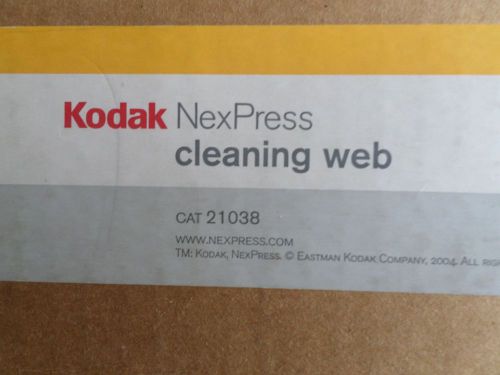 Kodak NexPress
cleaning web
CAT 21038
WWW.NEXPRESS.COM
TM: KODAK, NEXPRESS. © EASTMAN KODAK COMPANY, 2004. ALL